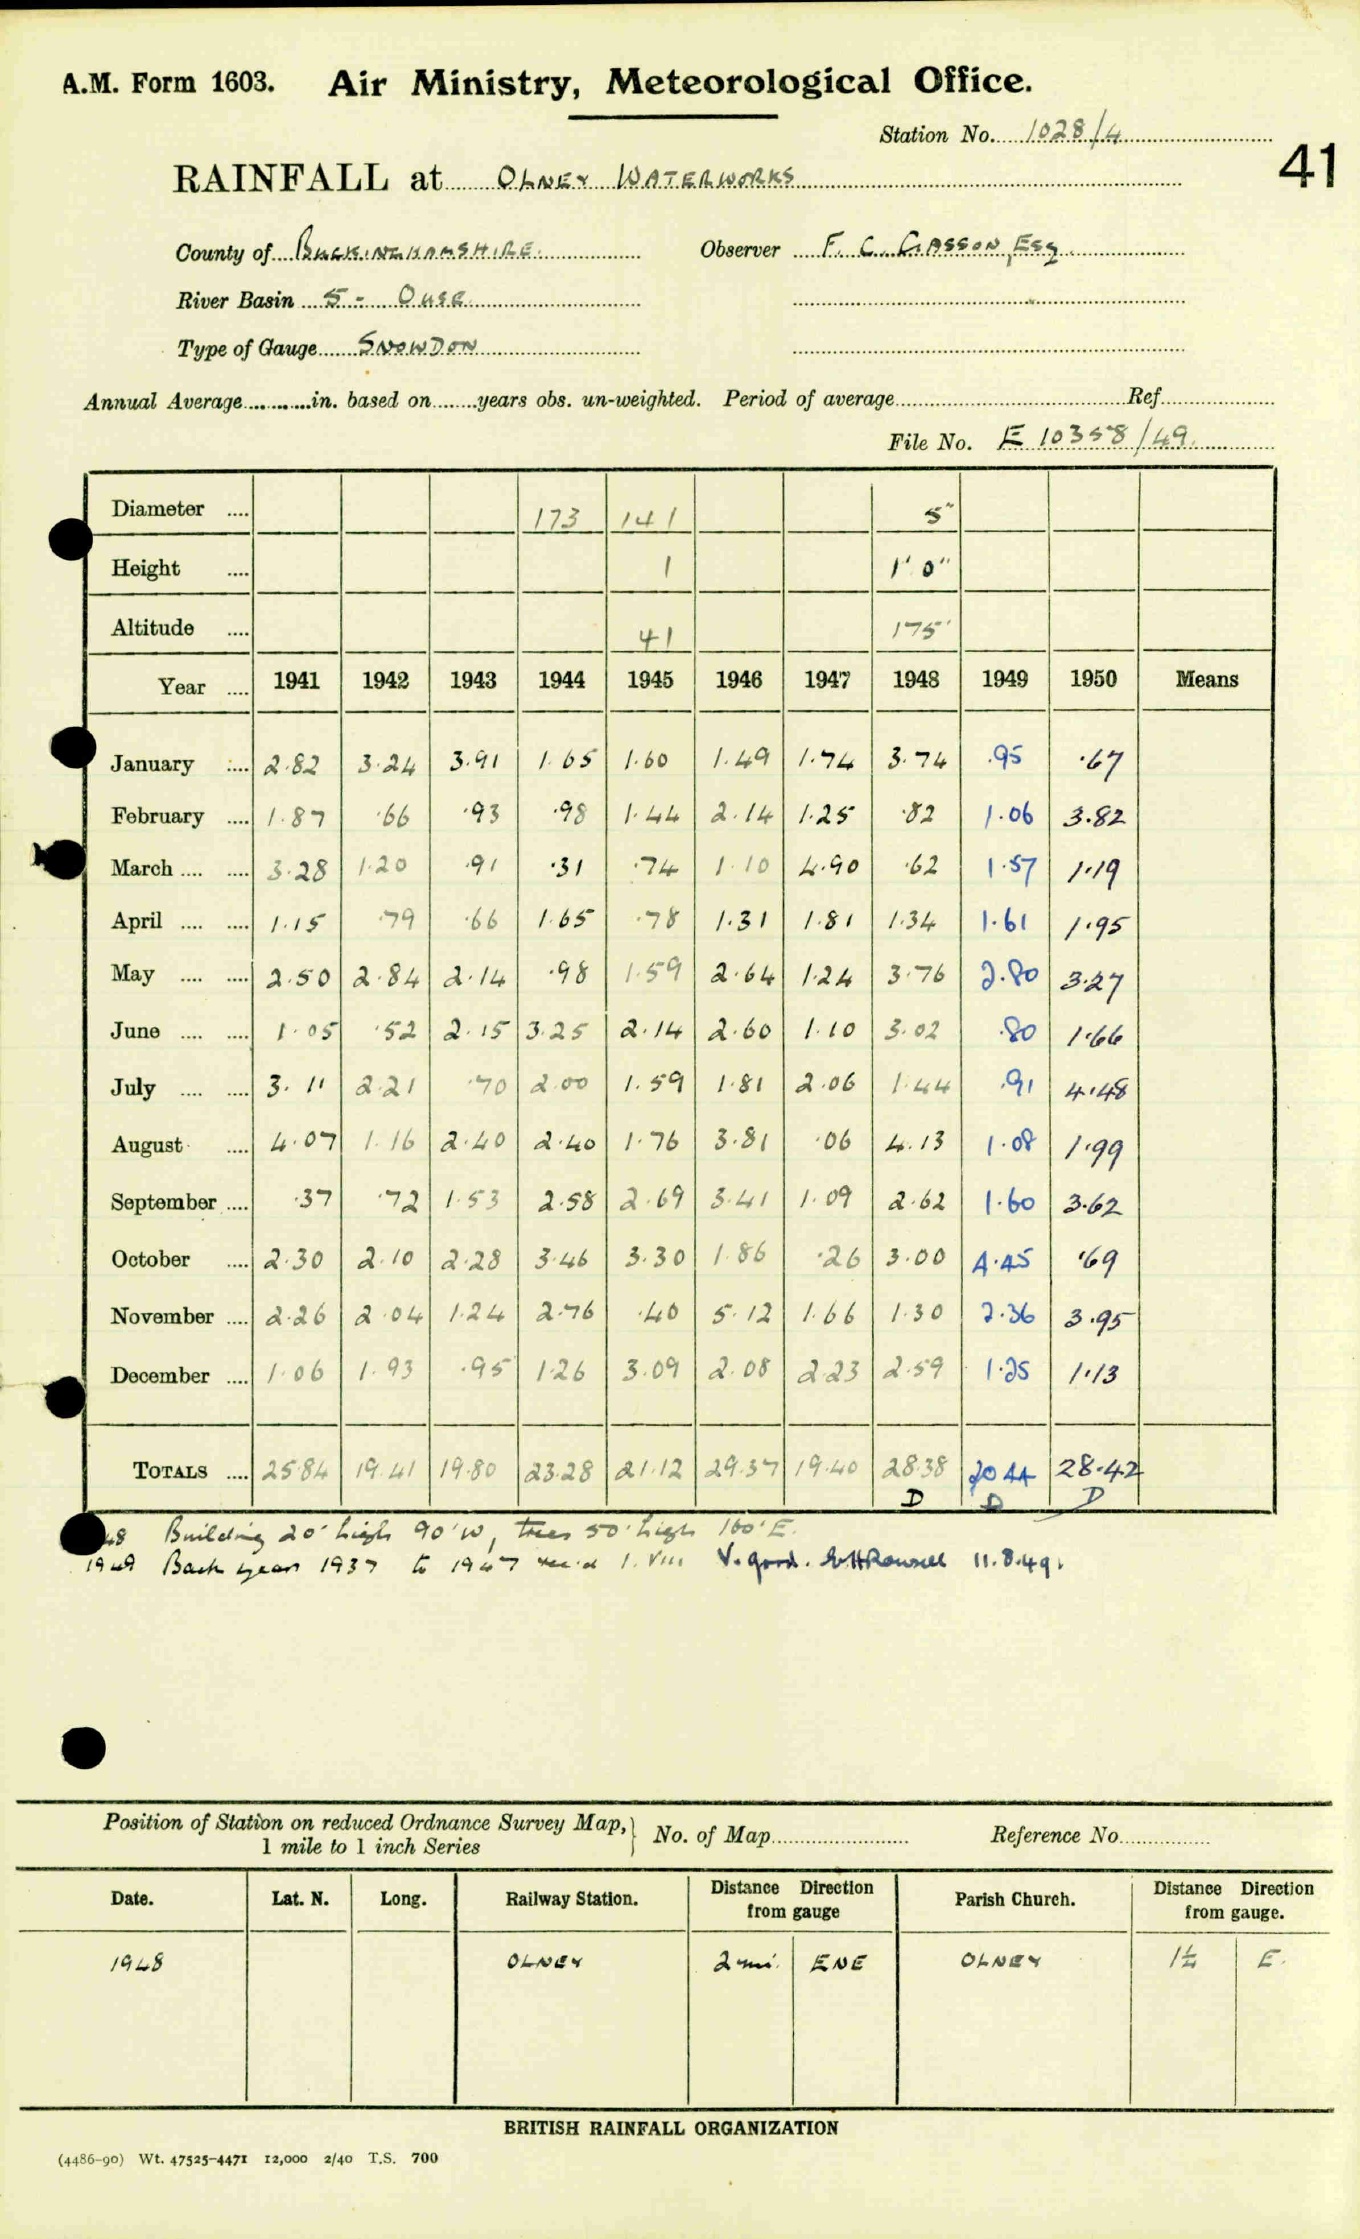 A.M. Form 1603. Air Ministry, Meteorological Office.
Station No. 1028/4
41
RAINFALL at OLNEY WATERWORKS
County of BUCKINGHAMSHIRE. Observer F. C. GASSON, Esq.
River Basin 5 - OUSE
Type of Gauge SNOWDON
Annual Average in. based on years obs. un-weighted. Period of average Ref
File No. E 10358/49.
Diameter 173 141 5"
Height 1 1' 0"
Altitude 41 175'
Year 1941 1942 1943 1944 1945 1946 1947 1948 1949 1950 Means
January 2.82 3.24 3.91 1.65 1.60 1.49 1.74 3.74 .95 .67
February 1.87 .66 .93 .98 1.44 2.14 1.25 .82 1.06 3.82
March 3.28 1.20 .91 .31 .74 1.10 4.90 .62 1.57 1.19
April 1.15 .79 .66 1.65 .78 1.31 1.81 1.34 1.61 1.95
May 2.50 2.84 2.14 .98 1.59 2.64 1.24 3.76 2.80 3.27
June 1.05 .52 2.15 3.25 2.14 2.60 1.10 3.02 .80 1.66
July 3.11 2.21 .70 2.00 1.59 1.81 2.06 1.44 .91 4.48
August 4.07 1.16 2.40 2.40 1.76 3.81 .06 4.13 1.08 1.99
September .37 .72 1.53 2.58 2.69 3.41 1.09 2.62 1.60 3.62
October 2.30 2.10 2.28 3.46 3.30 1.86 .26 3.00 4.45 .69
November 2.26 2.04 1.24 2.76 .40 5.12 1.66 1.30 2.36 3.95
December 1.06 1.93 .95 1.26 3.09 2.08 2.23 2.59 1.25 1.13
TOTALS 25.84 19.41 19.80 23.28 21.12 29.37 19.40 28.38 20.44 28.42
D D D
48 Building 20' high 90' W, trees 50' high 160' E.
1949 Back years 1937 to 1947 rec'd 1.VIII V. good. 11.8.49.
Position of Station on reduced Ordnance Survey Map, 1 mile to 1 inch Series No. of Map Reference No.
Date. Lat. N. Long. Railway Station. Distance Direction from gauge Parish Church. Distance Direction from gauge.
1948 OLNEY 2 mi. ENE OLNEY 1½ E.
BRITISH RAINFALL ORGANIZATION
(4486-90) Wt. 47525-4471 12,000 2/40 T.S. 700